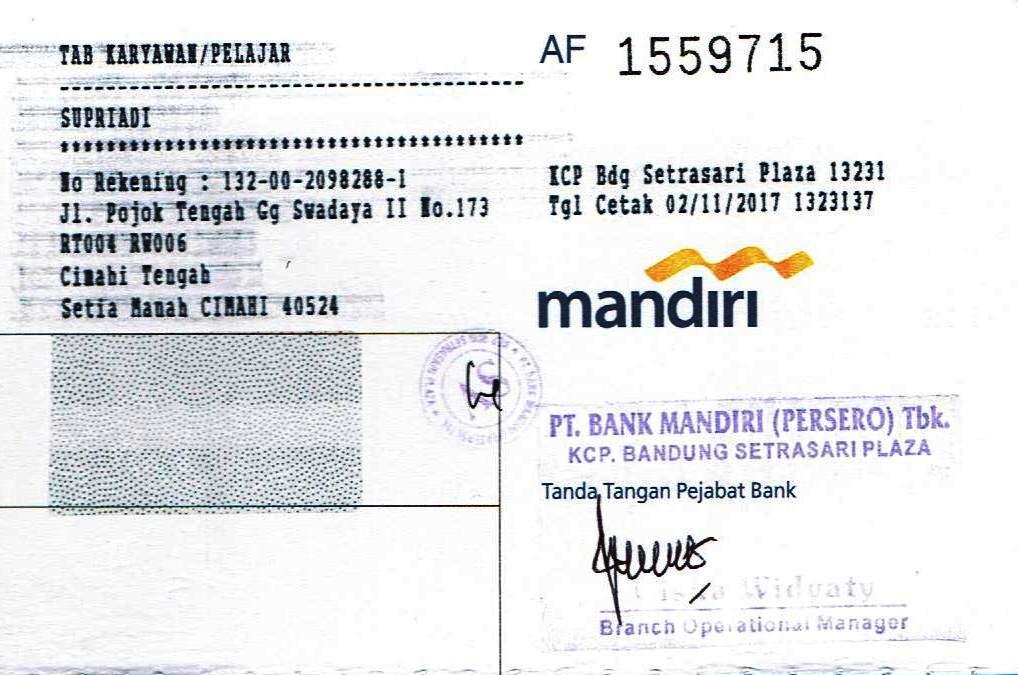 TAB KARYAWAN/PELAJAR
SUPRIADI
No Rekening : 132-00-2098288-1
Jl. Pojok Tengah Gg Swadaya II No.173
RT004 RW006
Cimahi Tengah
Setia Manah CIMAHI 40524
AF 1559715
KCP Bdg Setrasari Plaza 13231
Tgl Cetak 02/11/2017 1323137
mandiri
PT. BANK MANDIRI (PERSERO) Tbk.
KCP. BANDUNG SETRASARI PLAZA
Tanda Tangan Pejabat Bank
Widyaty
Branch Operational Manager